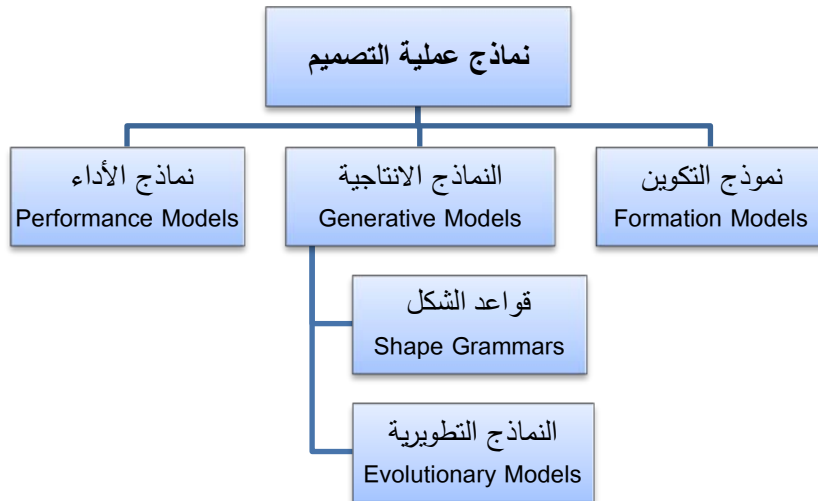 نماذج عملية التصميم
نموذج التكوين
Formation Models
النماذج الانتاجية
Generative Models
نماذج الأداء
Performance Models
قواعد الشكل
Shape Grammars
النماذج التطويرية
Evolutionary Models